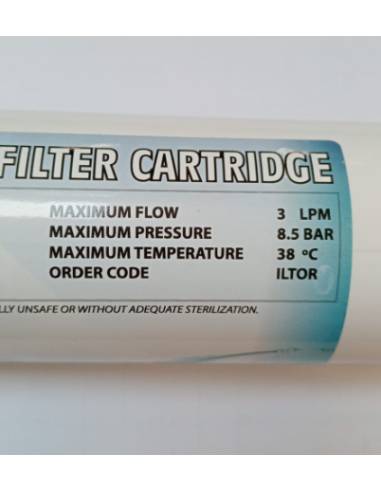 FILTER CARTRIDGE
MAXIMUM FLOW 3 LPM
MAXIMUM PRESSURE 8.5 BAR
MAXIMUM TEMPERATURE 38 ºC
ORDER CODE ILTOR
LLY UNSAFE OR WITHOUT ADEQUATE STERILIZATION.